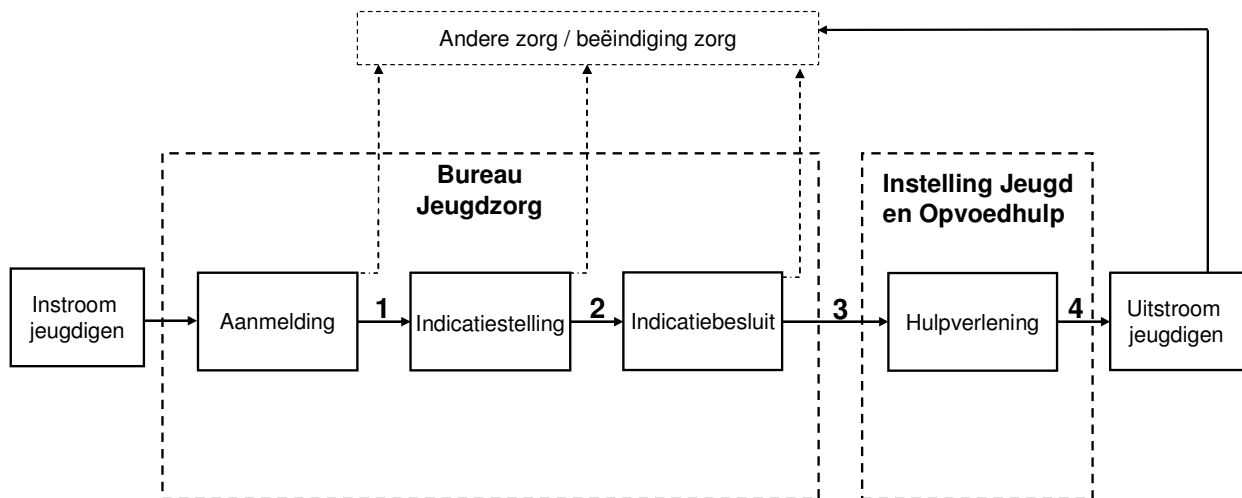 Andere zorg / beëindiging zorg
Bureau
Jeugdzorg
Instelling Jeugd
en Opvoedhulp
Instroom
jeugdigen
Aanmelding
1
Indicatiestelling
2
Indicatiebesluit
3
Hulpverlening
4
Uitstroom
jeugdigen